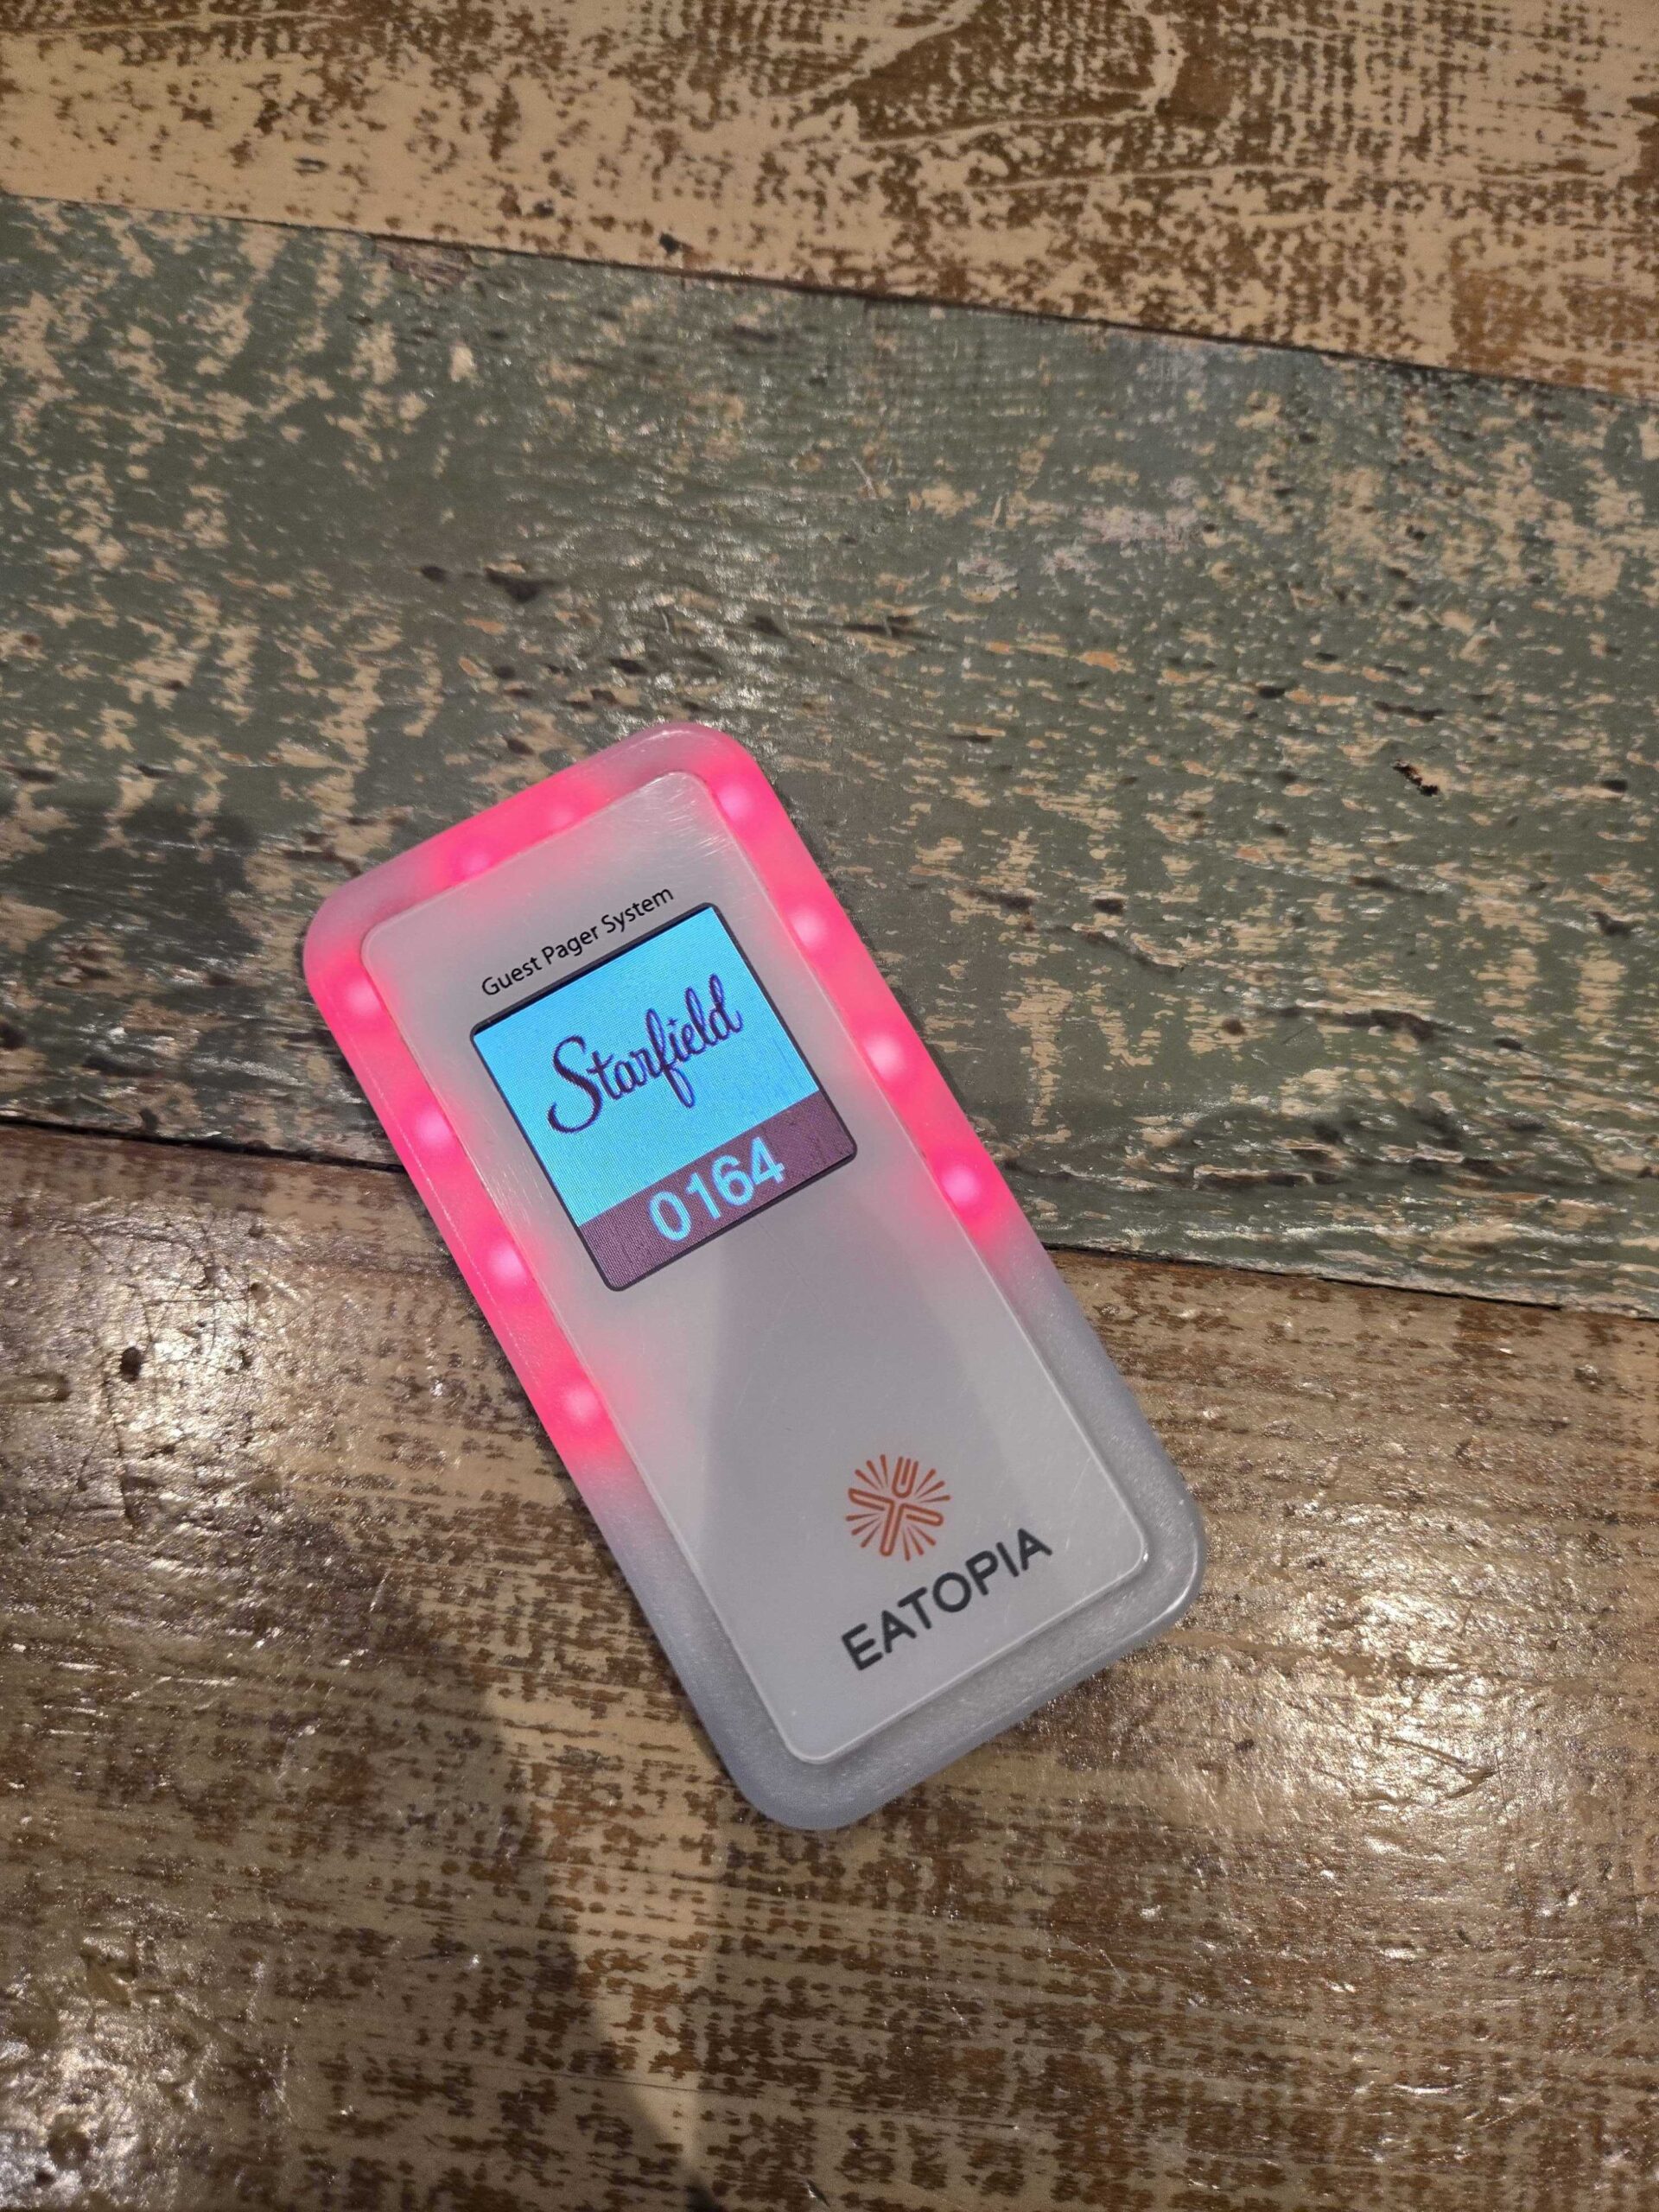 Guest Pager System
Starfield
0164
EATOPIA